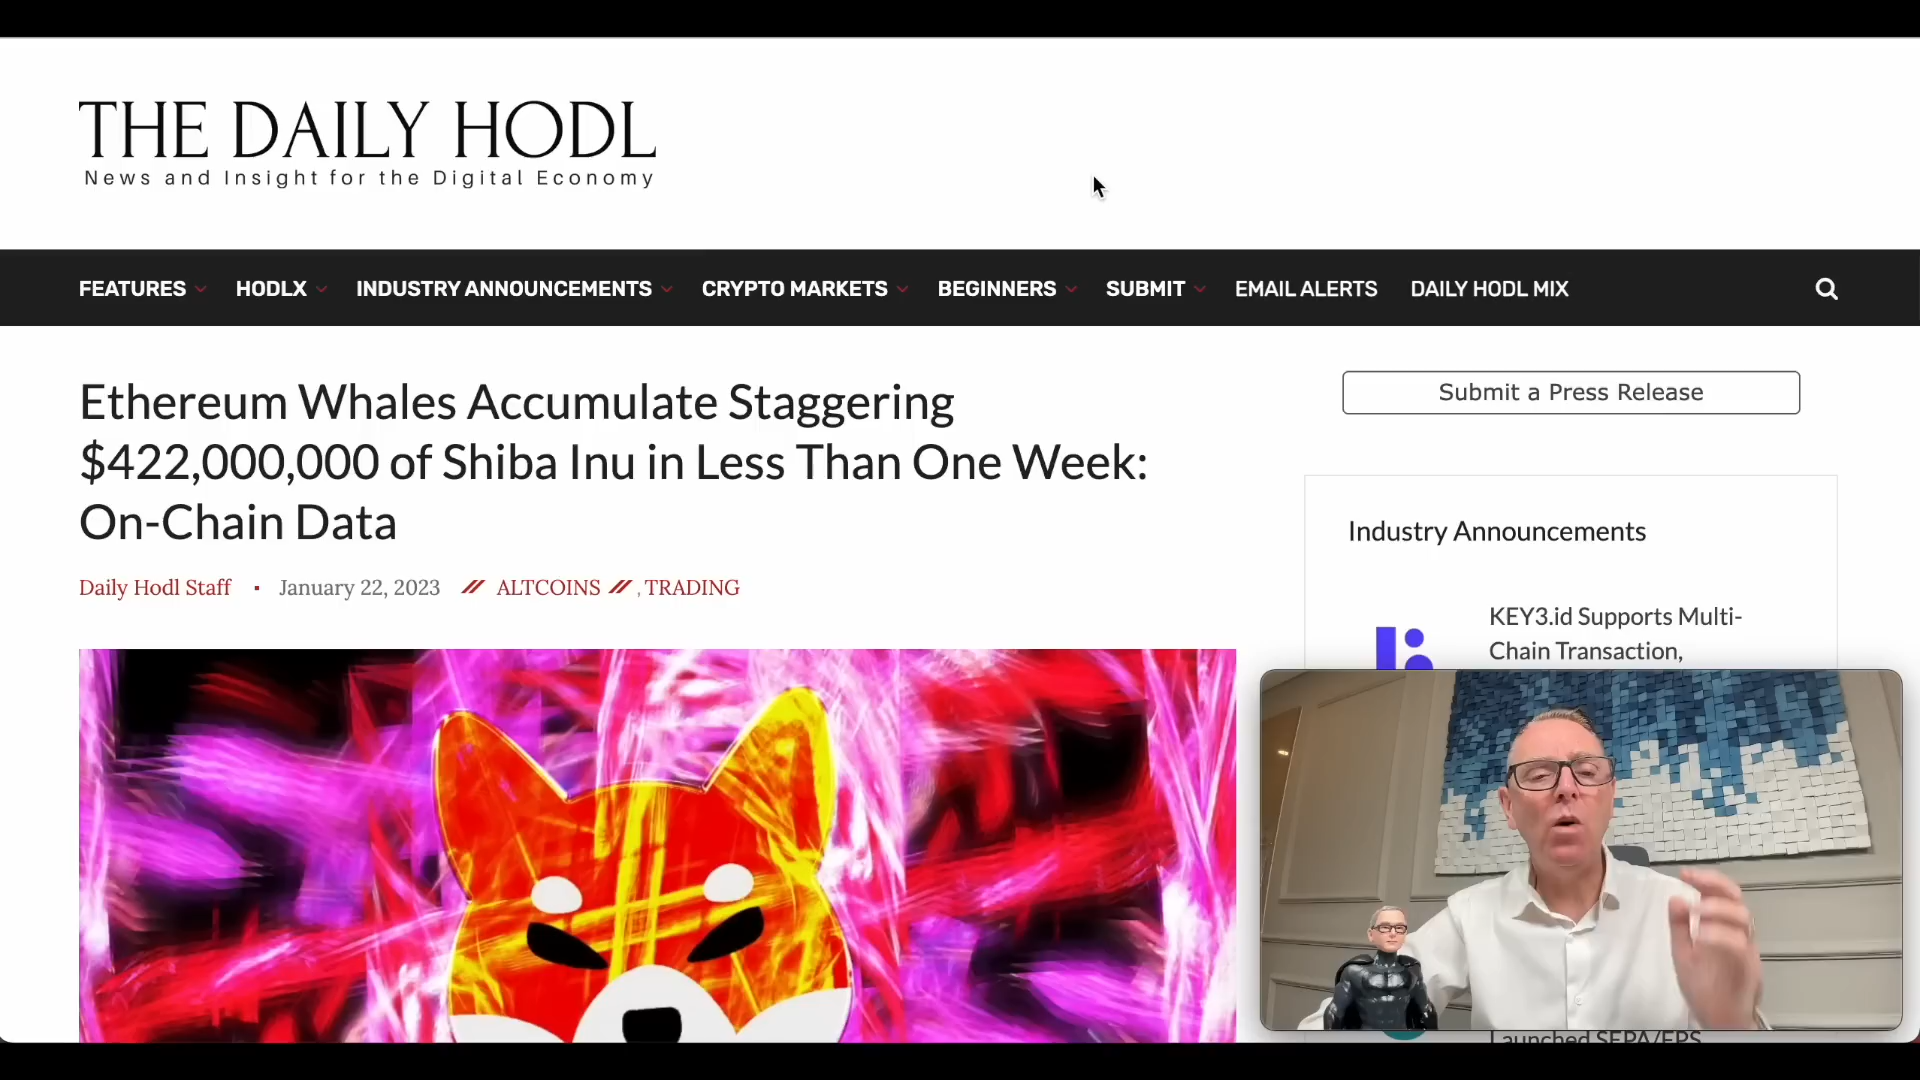 THE DAILY HODL
News and Insight for the Digital Economy
FEATURES HODLX INDUSTRY ANNOUNCEMENTS CRYPTO MARKETS BEGINNERS SUBMIT EMAIL ALERTS DAILY HODL MIX
Ethereum Whales Accumulate Staggering
$422,000,000 of Shiba Inu in Less Than One Week:
On-Chain Data
Daily Hodl Staff · January 22, 2023 // ALTCOINS // , TRADING
Submit a Press Release
Industry Announcements
KEY3.id Supports Multi-
Chain Transaction,
Launched SEPA/FPS